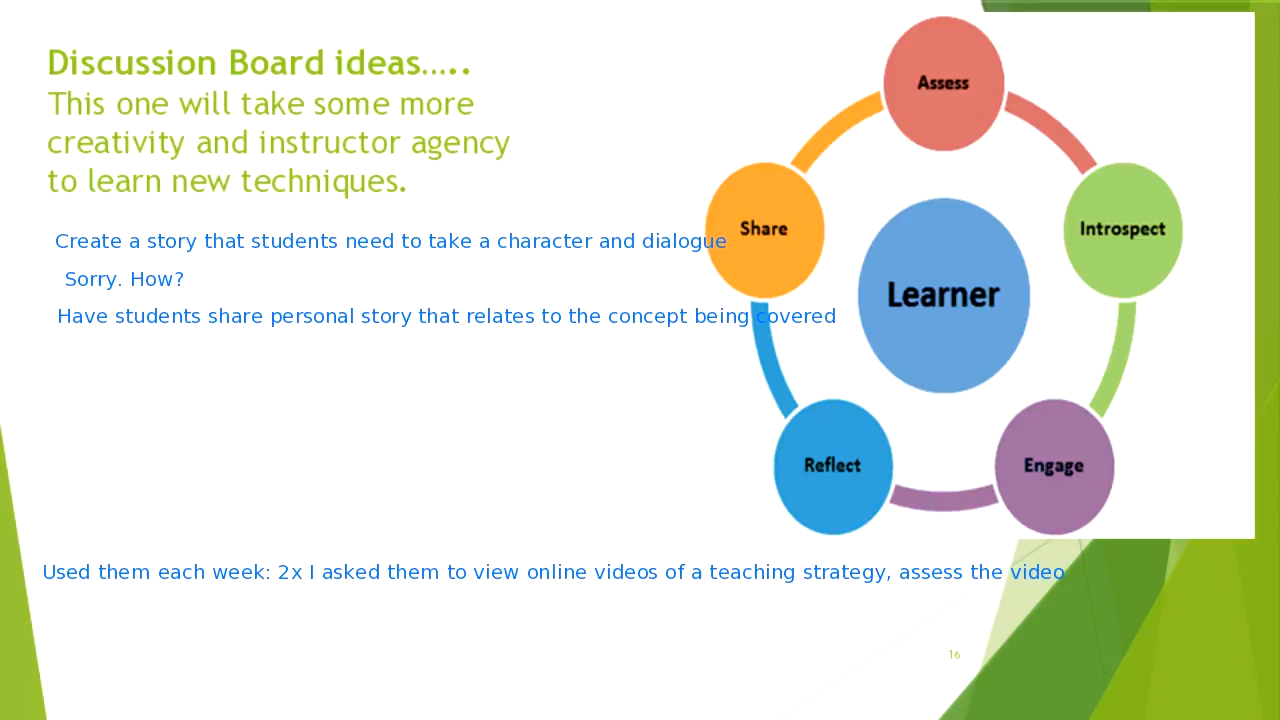 Discussion Board ideas…..
This one will take some more
creativity and instructor agency
to learn new techniques.
Create a story that students need to take a character and dialogue
Sorry. How?
Have students share personal story that relates to the concept being covered
Used them each week: 2x I asked them to view online videos of a teaching strategy, assess the video
Assess
Share
Introspect
Learner
Reflect
Engage
16